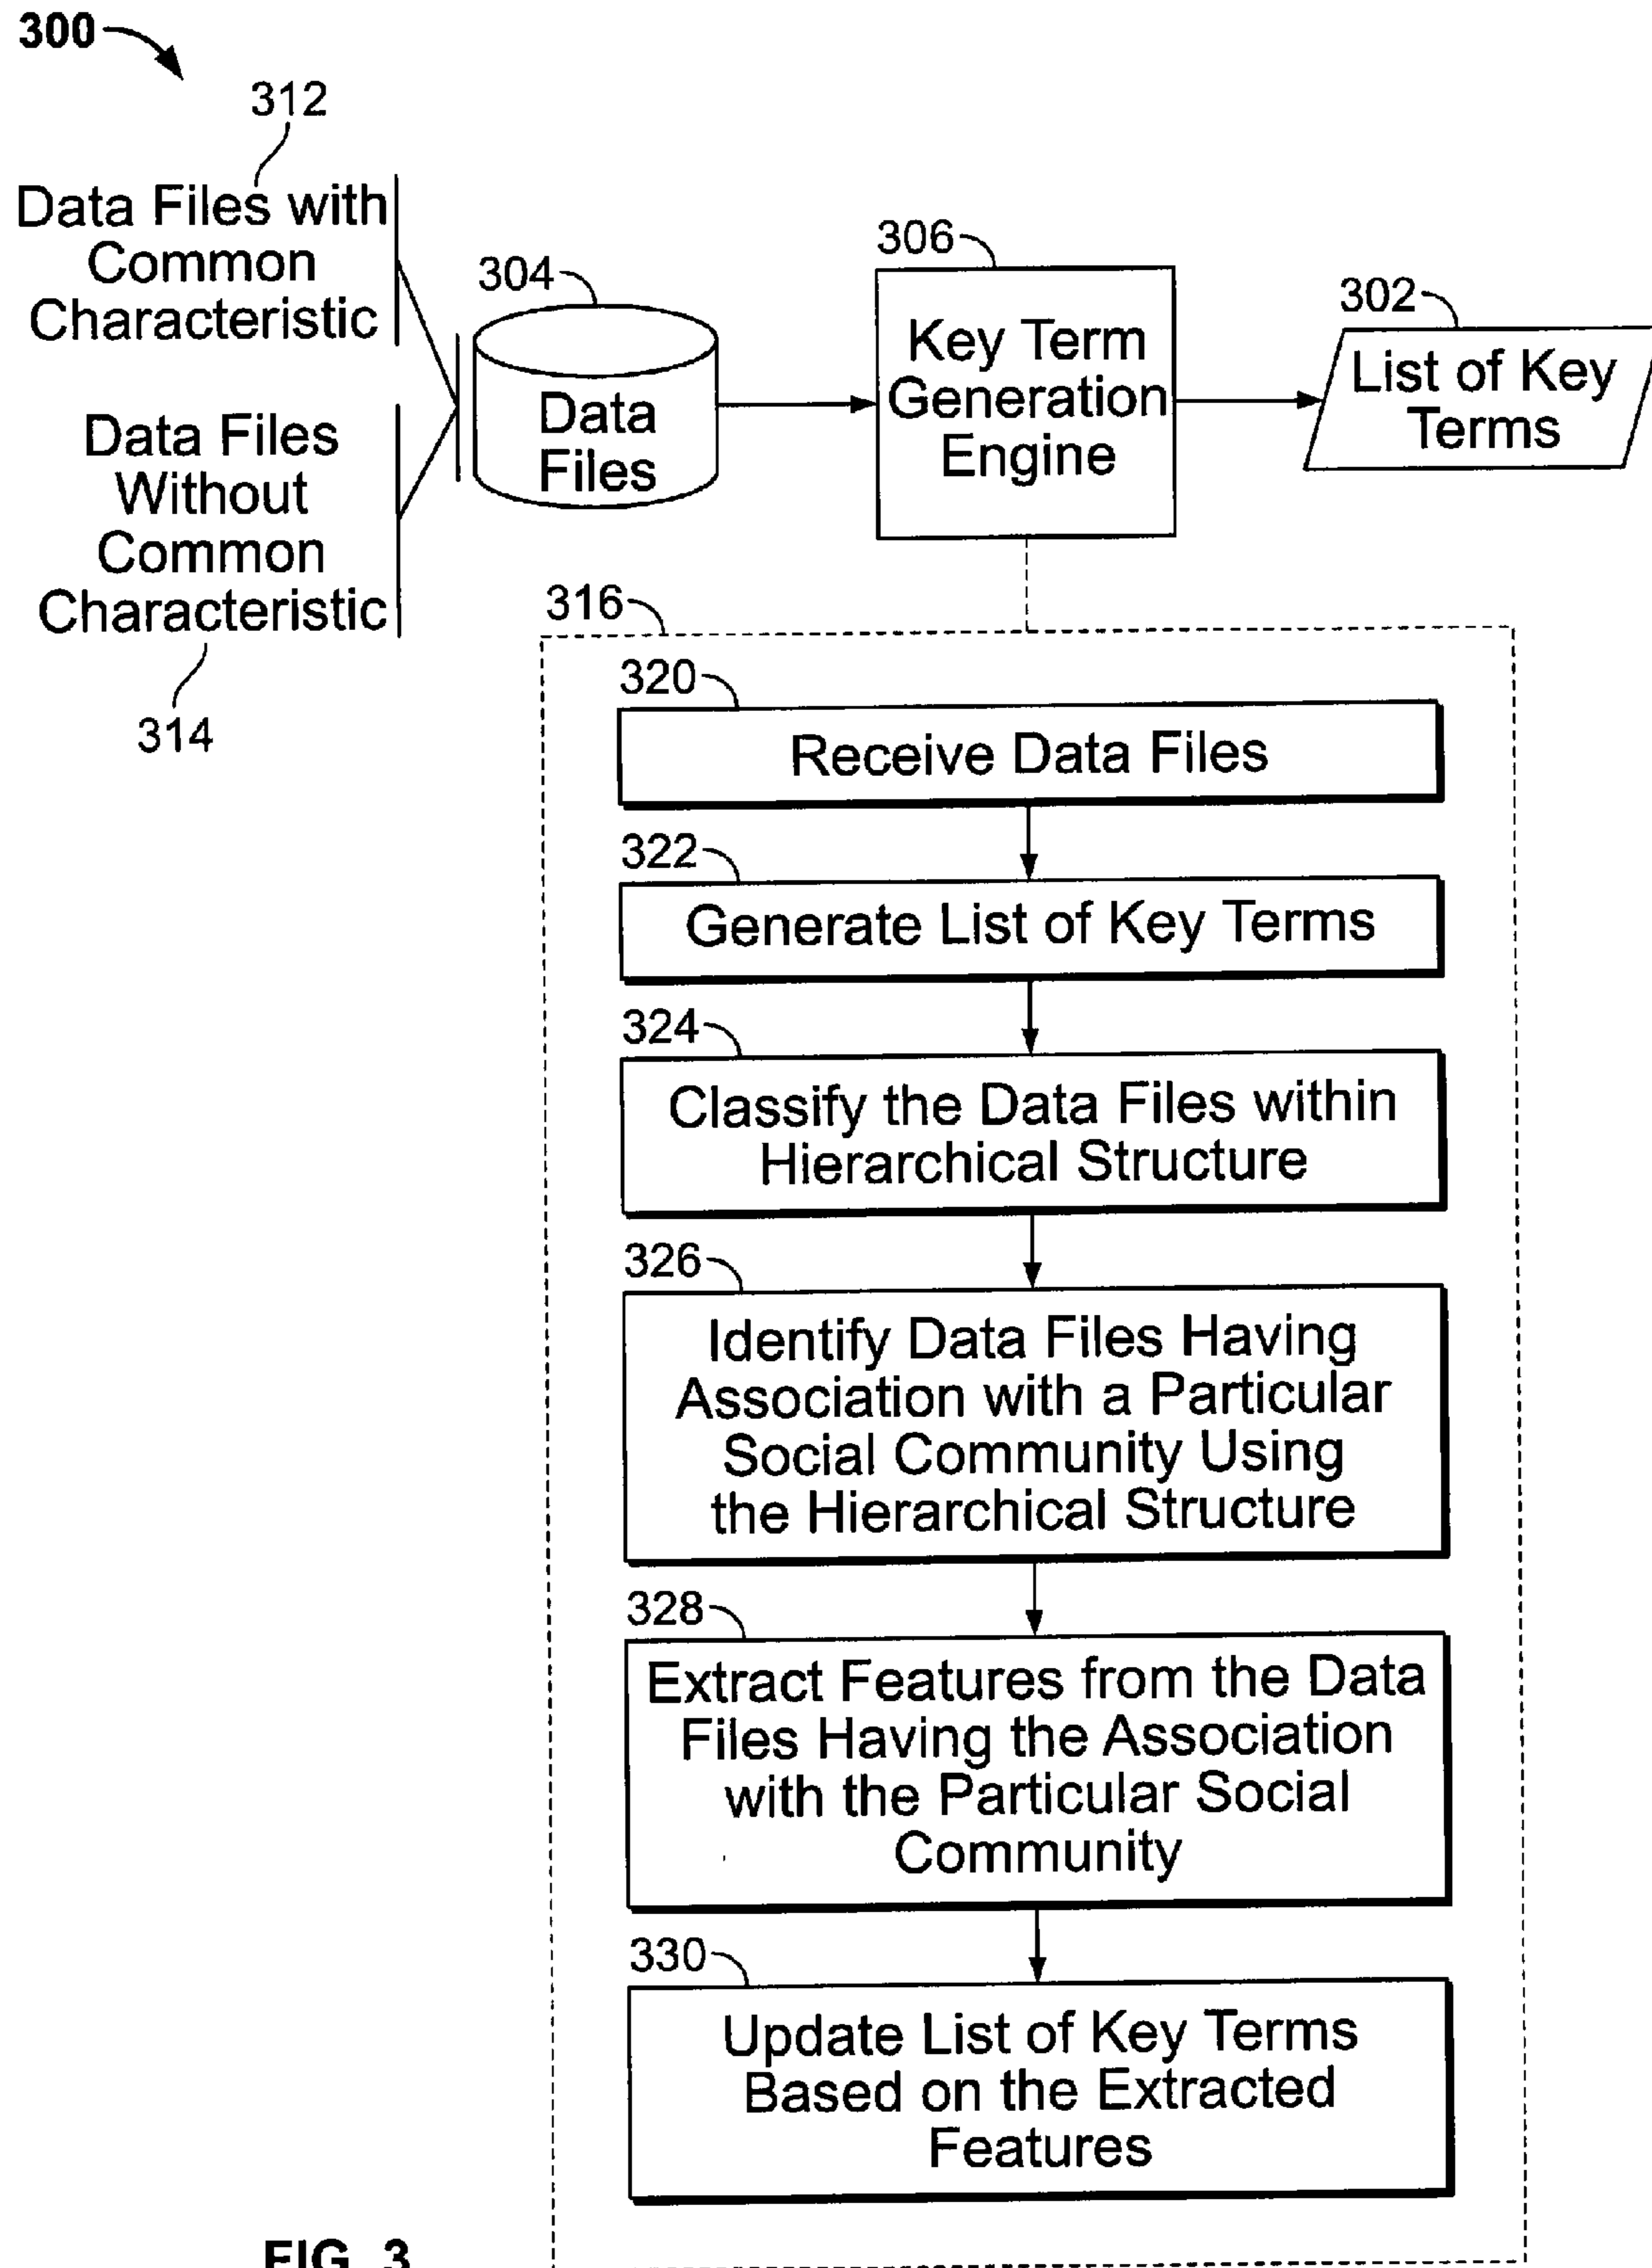 300
312
Data Files with
Common
Characteristic
Data Files
Without
Common
Characteristic
314
304
Data
Files
306
Key Term
Generation
Engine
302
List of Key
Terms
316
320
Receive Data Files
322
Generate List of Key Terms
324
Classify the Data Files within
Hierarchical Structure
326
Identify Data Files Having
Association with a Particular
Social Community Using
the Hierarchical Structure
328
Extract Features from the Data
Files Having the Association
with the Particular Social
Community
330
Update List of Key Terms
Based on the Extracted
Features
FIG. 3